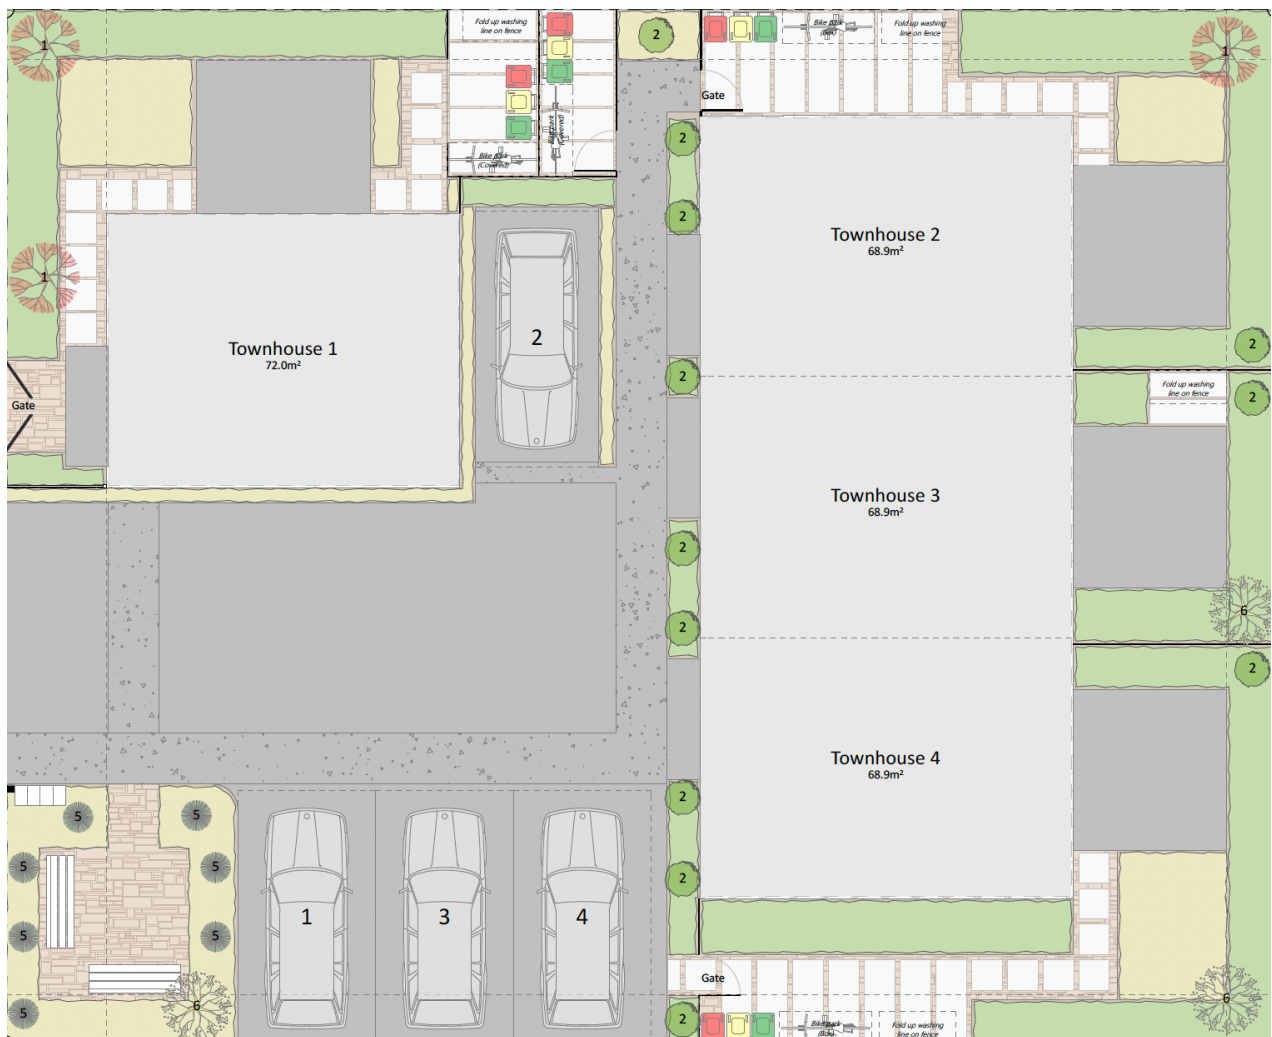 Fold up washing
line on fence
Bike park
Fold up washing
line on fence
1
2
1
Gate
Bike park
(Covered)
Bike park
(Covered)
2
2
Townhouse 2
68.9m²
1
2
Townhouse 1
72.0m²
2
2
Fold up washing
line on fence
2
Gate
Townhouse 3
68.9m²
2
2
6
2
Townhouse 4
68.9m²
2
5
5
5
5
2
1
3
4
5
5
Gate
6
6
5
2
Bike park
Fold up washing
line on fence